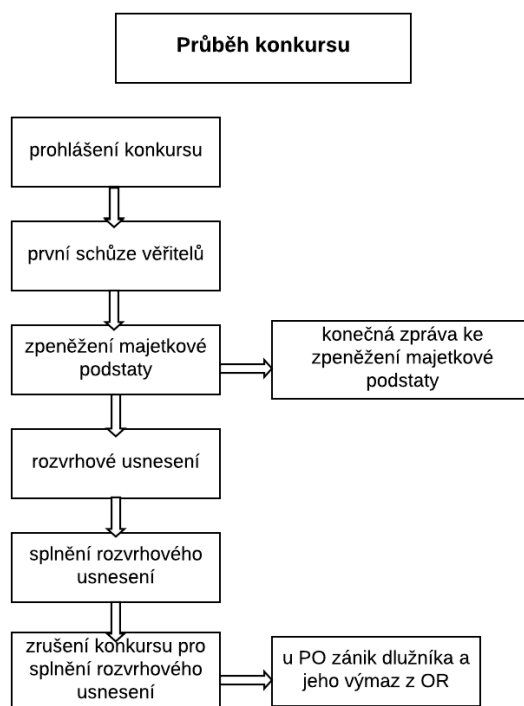 Průběh konkursu
prohlášení konkursu
první schůze věřitelů
zpeněžení majetkové
podstaty
konečná zpráva ke
zpeněžení majetkové
podstaty
rozvrhové usnesení
splnění rozvrhového
usnesení
zrušení konkursu pro
splnění rozvrhového
usnesení
u PO zánik dlužníka a
jeho výmaz z OR